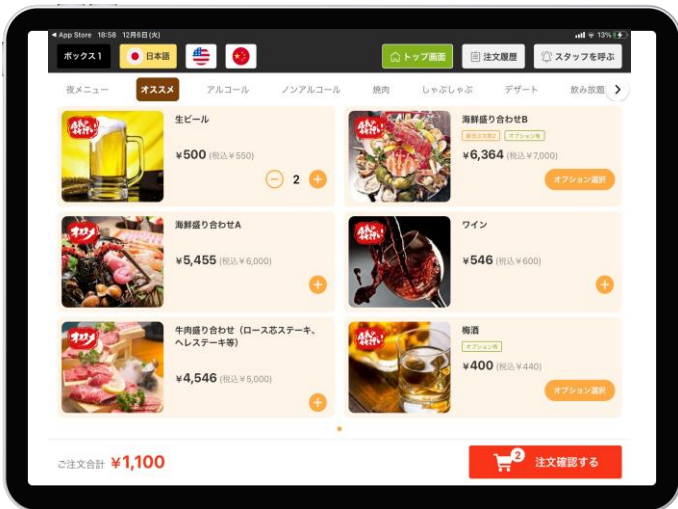 App Store 18:58 12月6日(火) 13%
ボックス1 日本語 トップ画面 注文履歴 スタッフを呼ぶ
夜メニュー オススメ アルコール ノンアルコール 焼肉 しゃぶしゃぶ デザート 飲み放題
生ビール
¥500 (税込¥550)
2
海鮮盛り合わせB
オプション有
¥6,364 (税込¥7,000)
オプション選択
オススメ
海鮮盛り合わせA
¥5,455 (税込¥6,000)
ワイン
¥546 (税込¥600)
オススメ
牛肉盛り合わせ(ロース芯ステーキ、
ヘレステーキ等)
¥4,546 (税込¥5,000)
梅酒
オプション有
¥400 (税込¥440)
オプション選択
ご注文合計 ¥1,100
2 注文確認する